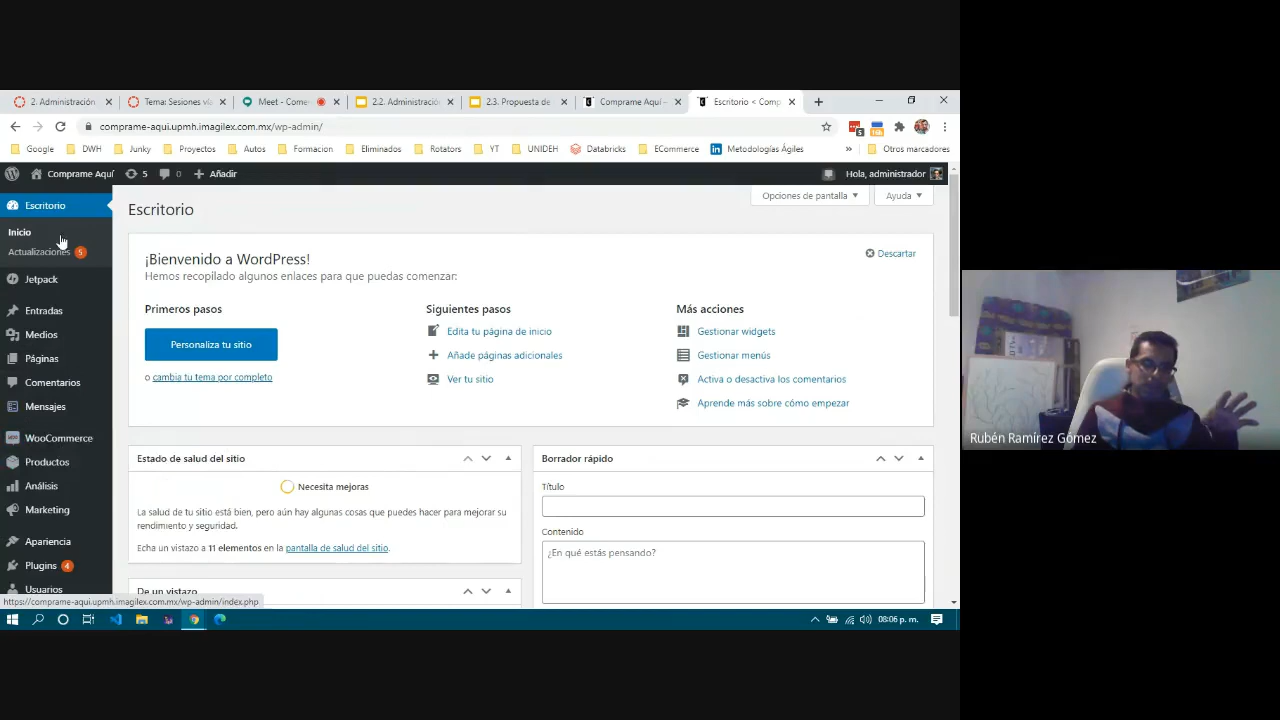 2. Administración
Tema: Sesiones vía
Meet - Come
2.2. Administració
2.3. Propuesta de
Comprame Aquí –
Escritorio < Comp
comprame-aqui.upmh.imagilex.com.mx/wp-admin/
Google
DWH
Junky
Proyectos
Autos
Formacion
Eliminados
Rotators
YT
UNIDEH
Databricks
ECommerce
Metodologías Ágiles
»
Otros marcadores
Comprame Aquí
5
0
Añadir
Hola, administrador
Escritorio
Inicio
Actualizaciones 5
Jetpack
Entradas
Medios
Páginas
Comentarios
Mensajes
WooCommerce
Productos
Análisis
Marketing
Apariencia
Plugins 4
Usuarios
Opciones de pantalla
Ayuda
Escritorio
¡Bienvenido a WordPress!
Descartar
Hemos recopilado algunos enlaces para que puedas comenzar:
Primeros pasos
Personaliza tu sitio
o cambia tu tema por completo
Siguientes pasos
Edita tu página de inicio
Añade páginas adicionales
Ver tu sitio
Más acciones
Gestionar widgets
Gestionar menús
Activa o desactiva los comentarios
Aprende más sobre cómo empezar
Estado de salud del sitio
Necesita mejoras
La salud de tu sitio está bien, pero aún hay algunas cosas que puedes hacer para mejorar su
rendimiento y seguridad.
Echa un vistazo a 11 elementos en la pantalla de salud del sitio.
De un vistazo
Borrador rápido
Título
Contenido
¿En qué estás pensando?
https://comprame-aqui.upmh.imagilex.com.mx/wp-admin/index.php
08:06 p. m.
Rubén Ramírez Gómez